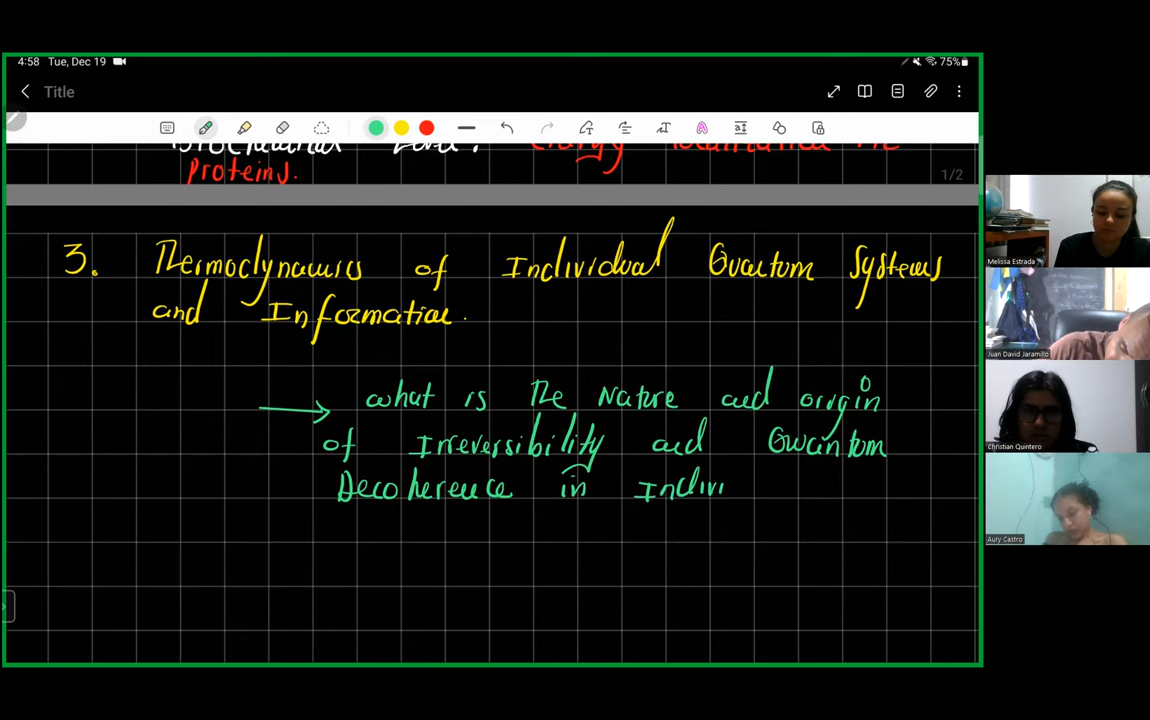 4:58 Tue, Dec 19
75%
Title
proteins.
1/2
3. Thermodynamics of Individual Quantum Systems
and Information.
what is The Nature and origin
of Irreversibility and Quantum
Decoherence in Indivi
Melissa Estrada
Juan David Jaramillo
Christian Quintero
Aury Castro